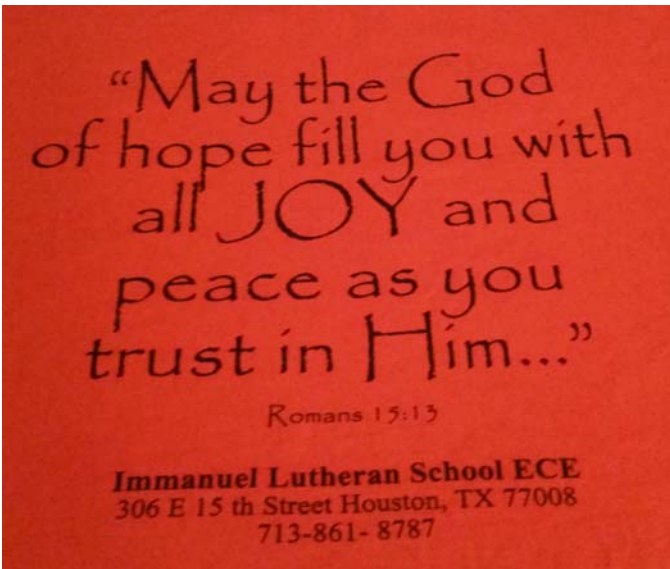 “May the God
of hope fill you with
all JOY and
peace as you
trust in Him...”
Romans 15:13
Immanuel Lutheran School ECE
306 E 15 th Street Houston, TX 77008
713-861- 8787